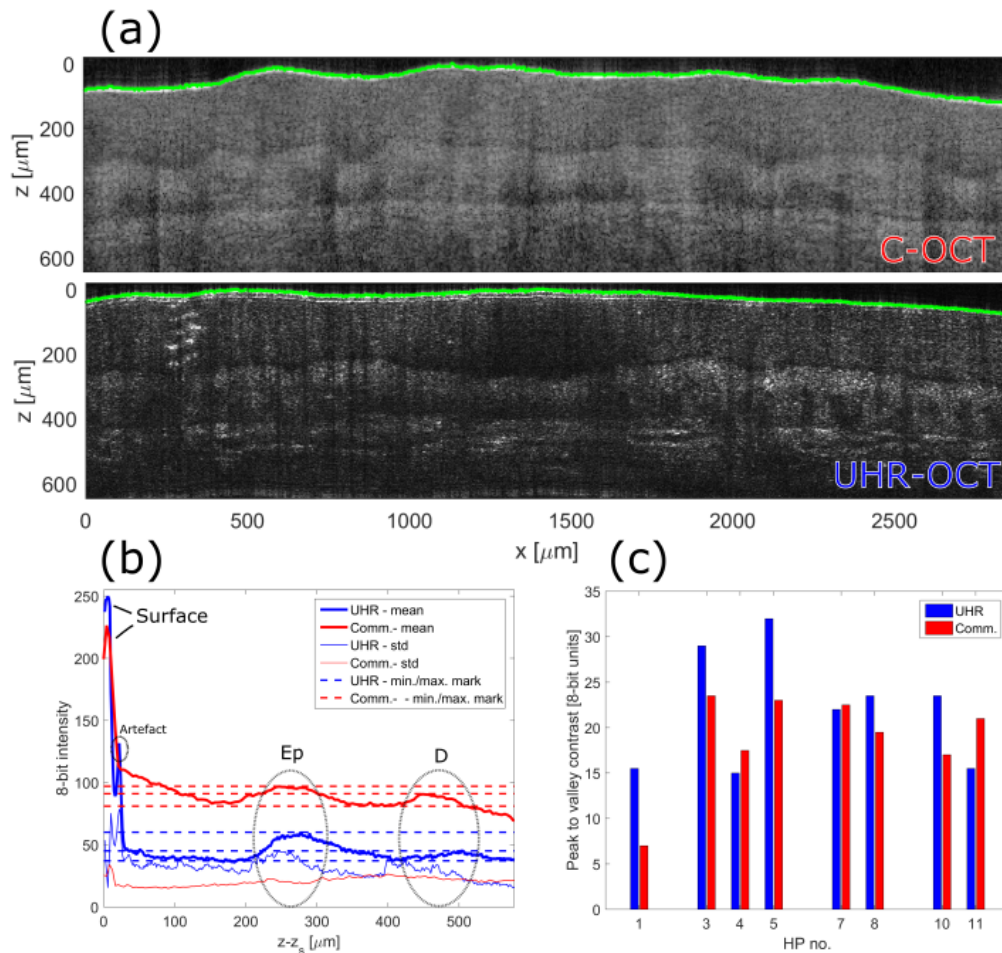 (a)
0
200
400
600
z [μm]
C-OCT
0
200
400
600
z [μm]
UHR-OCT
0 500 1000 1500 2000 2500
x [μm]
(b)
250
200
150
100
50
0
8-bit intensity
Surface
Artefact
Ep
D
UHR - mean
Comm.- mean
UHR - std
Comm.- std
UHR - min./max. mark
Comm.- - min./max. mark
0 100 200 300 400 500
z-zs [μm]
(c)
35
30
25
20
15
10
5
0
Peak to valley contrast [8-bit units]
UHR
Comm.
1 3 4 5 7 8 10 11
HP no.